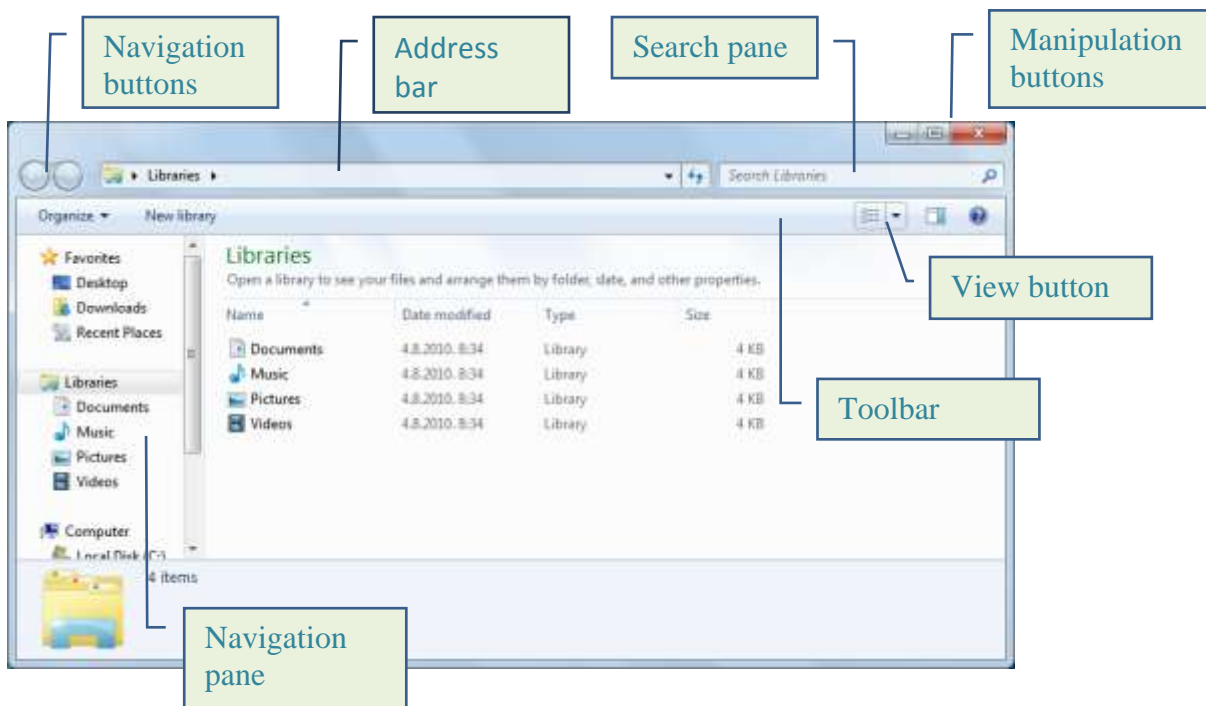 Navigation
buttons
Address
bar
Search pane
Manipulation
buttons
Libraries
Search Libraries
Organize
New library
Favorites
Desktop
Downloads
Recent Places
Libraries
Documents
Music
Pictures
Videos
Computer
Local Disk (C:)
Libraries
Open a library to see your files and arrange them by folder, date, and other properties.
Name Date modified Type Size
Documents 4.8.2010. 8:34 Library 4 KB
Music 4.8.2010. 8:34 Library 4 KB
Pictures 4.8.2010. 8:34 Library 4 KB
Videos 4.8.2010. 8:34 Library 4 KB
View button
Toolbar
4 items
Navigation
pane